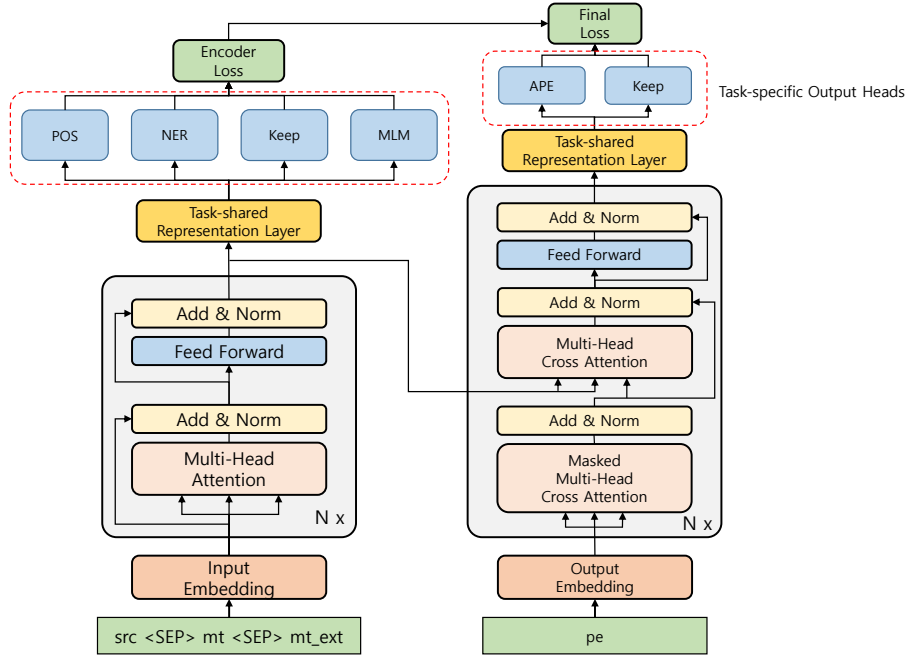 Final
Loss
Encoder
Loss
APE
Keep
Task-specific Output Heads
POS
NER
Keep
MLM
Task-shared
Representation Layer
Task-shared
Representation Layer
Add & Norm
Feed Forward
Add & Norm
Multi-Head
Cross Attention
Add & Norm
Masked
Multi-Head
Cross Attention
N x
Add & Norm
Feed Forward
Add & Norm
Multi-Head
Attention
N x
Input
Embedding
Output
Embedding
src <SEP> mt <SEP> mt_ext
pe